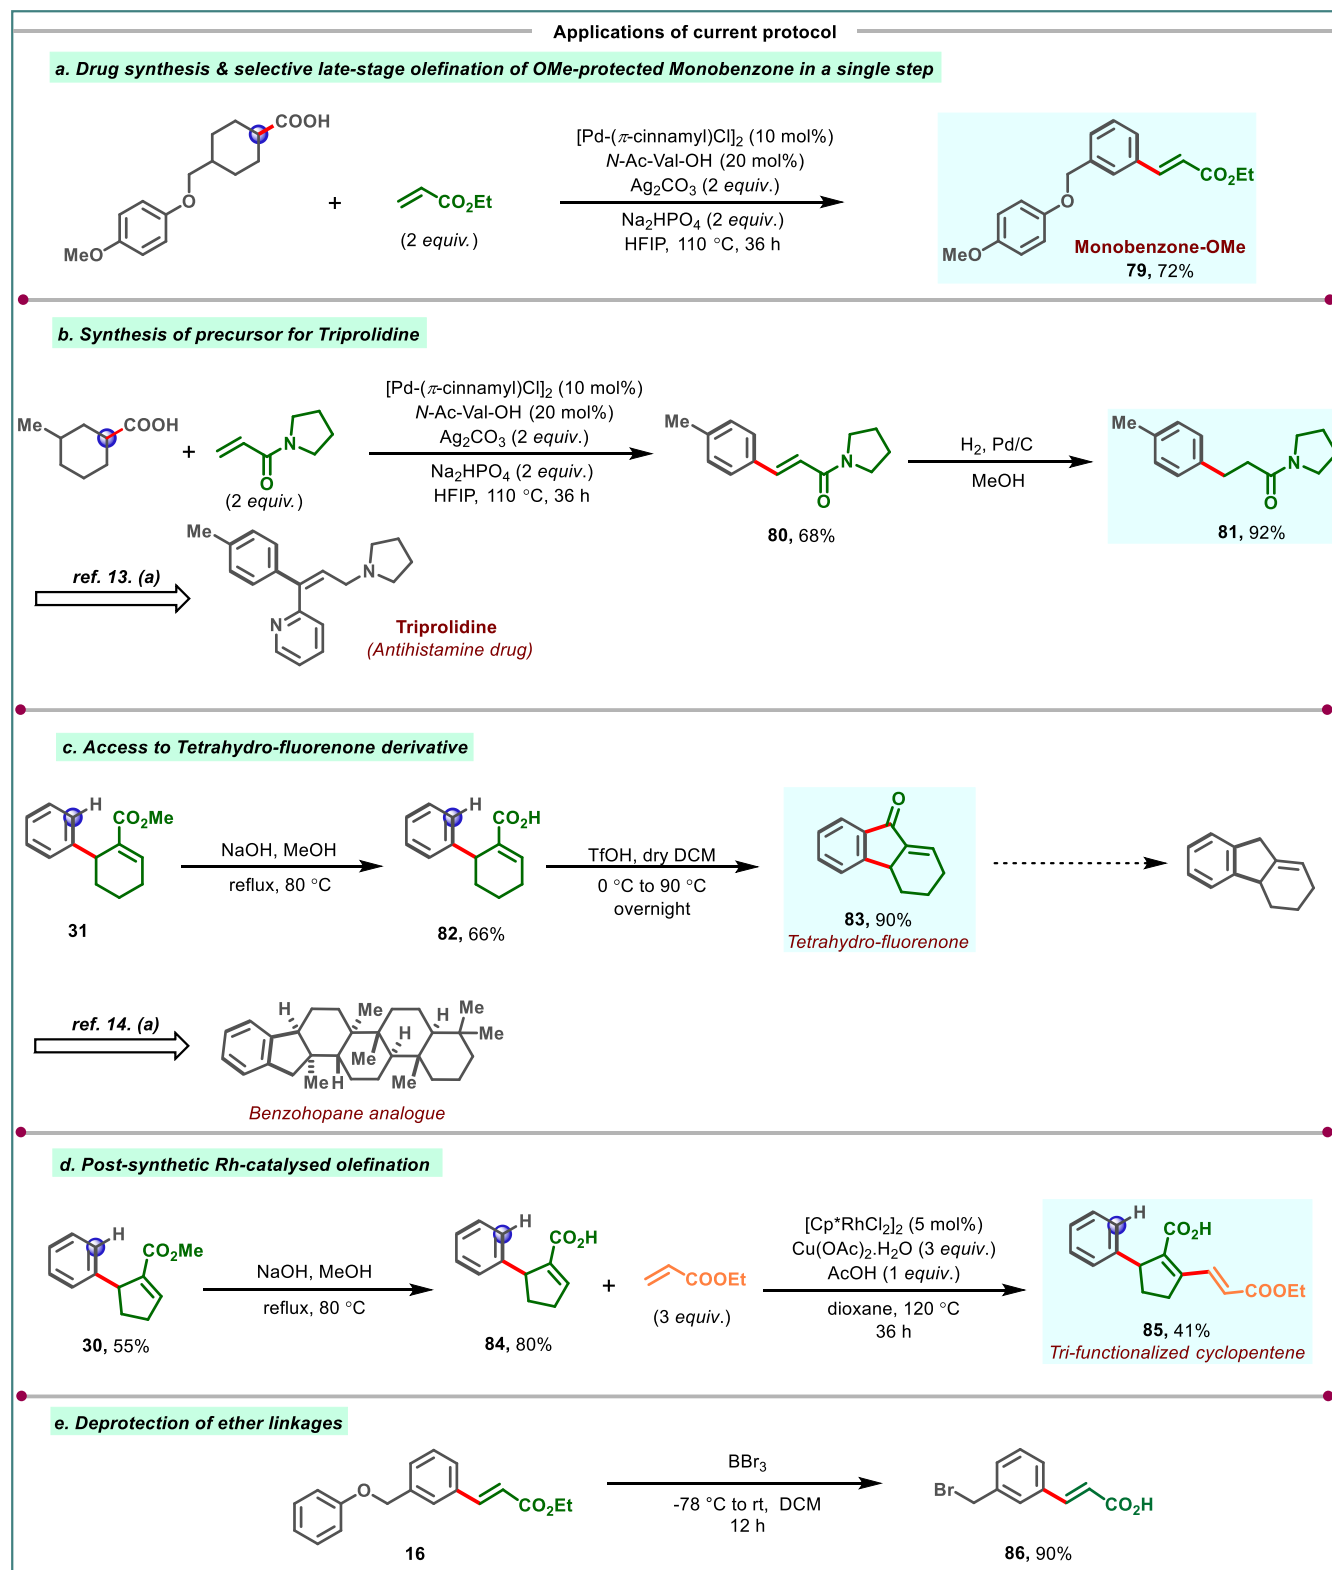 Applications of current protocol
a. Drug synthesis & selective late-stage olefination of OMe-protected Monobenzone in a single step
COOH
O
MeO
+
CO2Et
(2 equiv.)
[Pd-(π-cinnamyl)Cl]2 (10 mol%)
N-Ac-Val-OH (20 mol%)
Ag2CO3 (2 equiv.)
Na2HPO4 (2 equiv.)
HFIP, 110 °C, 36 h
CO2Et
O
MeO
Monobenzone-OMe
79, 72%
b. Synthesis of precursor for Triprolidine
Me
COOH
+
N
O
(2 equiv.)
[Pd-(π-cinnamyl)Cl]2 (10 mol%)
N-Ac-Val-OH (20 mol%)
Ag2CO3 (2 equiv.)
Na2HPO4 (2 equiv.)
HFIP, 110 °C, 36 h
Me
N
O
80, 68%
H2, Pd/C
MeOH
Me
N
O
81, 92%
ref. 13. (a)
Me
N
N
Triprolidine
(Antihistamine drug)
c. Access to Tetrahydro-fluorenone derivative
H
CO2Me
31
NaOH, MeOH
reflux, 80 °C
H
CO2H
82, 66%
TfOH, dry DCM
0 °C to 90 °C
overnight
O
83, 90%
Tetrahydro-fluorenone
ref. 14. (a)
H
Me
H
Me
Me
H
Me
Me
H
Me
Benzohopane analogue
d. Post-synthetic Rh-catalysed olefination
H
CO2Me
30, 55%
NaOH, MeOH
reflux, 80 °C
H
CO2H
84, 80%
+
COOEt
(3 equiv.)
[Cp*RhCl2]2 (5 mol%)
Cu(OAc)2.H2O (3 equiv.)
AcOH (1 equiv.)
dioxane, 120 °C
36 h
H
CO2H
COOEt
85, 41%
Tri-functionalized cyclopentene
e. Deprotection of ether linkages
O
CO2Et
16
BBr3
-78 °C to rt, DCM
12 h
Br
CO2H
86, 90%